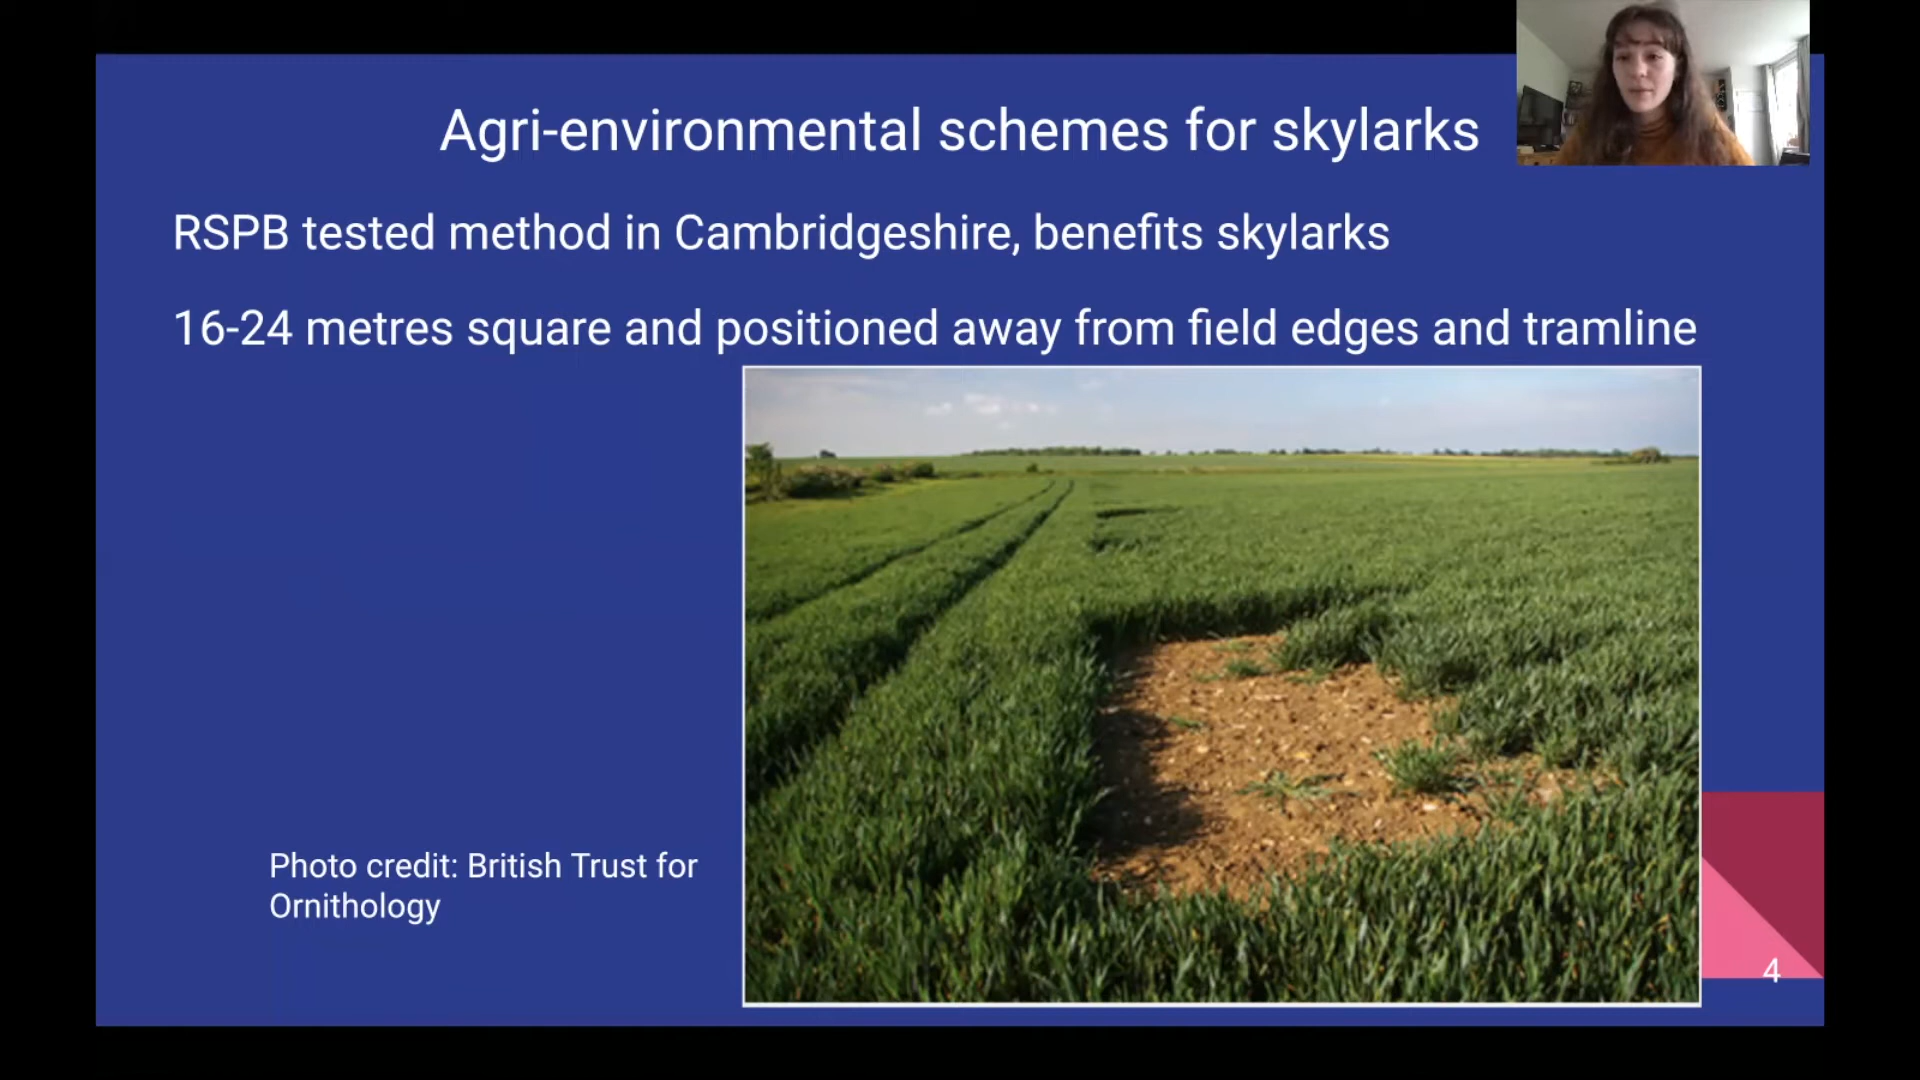 Agri-environmental schemes for skylarks
RSPB tested method in Cambridgeshire, benefits skylarks
16-24 metres square and positioned away from field edges and tramline
Photo credit: British Trust for
Ornithology
4